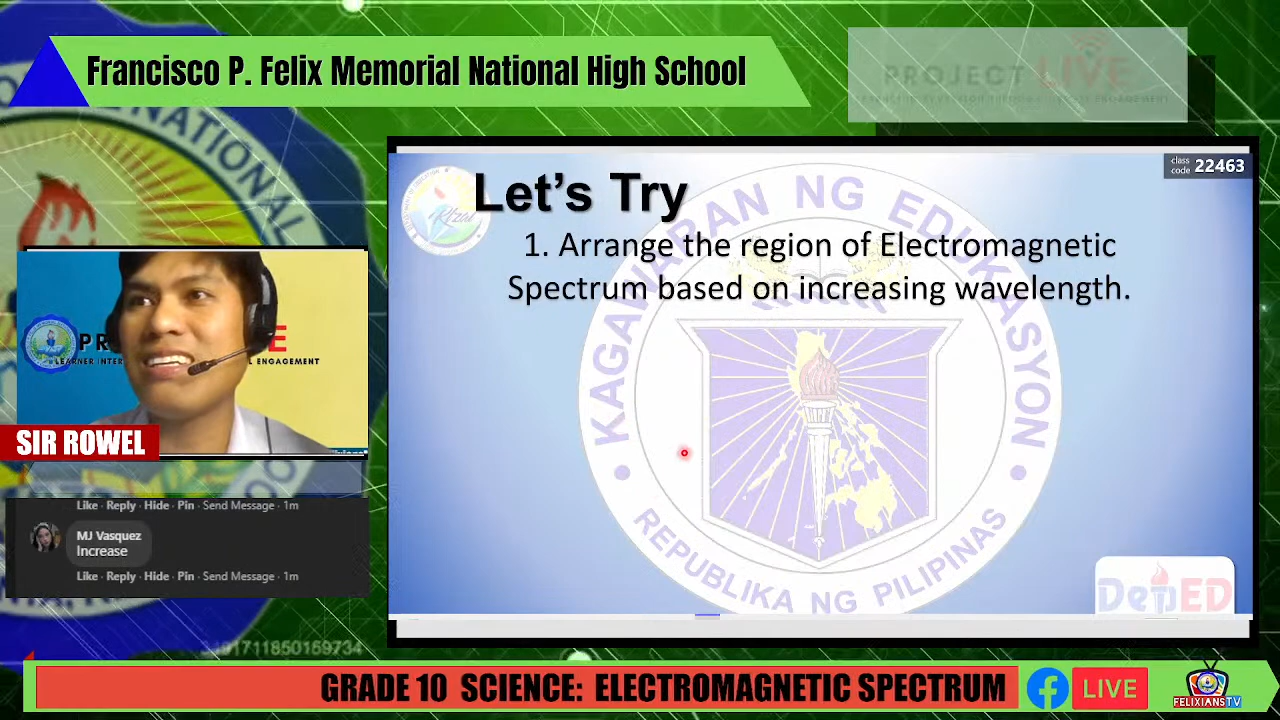 Francisco P. Felix Memorial National High School
PROJECT LIVE
class code 22463
Let's Try
1. Arrange the region of Electromagnetic
Spectrum based on increasing wavelength.
KAGAWARAN NG EDUKASYON
REPUBLIKA NG PILIPINAS
DepED
Rizal
NATIONAL
ENGAGEMENT
SIR ROWEL
Like · Reply · Hide · Pin · Send Message · 1m
MJ Vasquez
Increase
Like · Reply · Hide · Pin · Send Message · 1m
GRADE 10 SCIENCE: ELECTROMAGNETIC SPECTRUM
LIVE
FELIXIANS TV